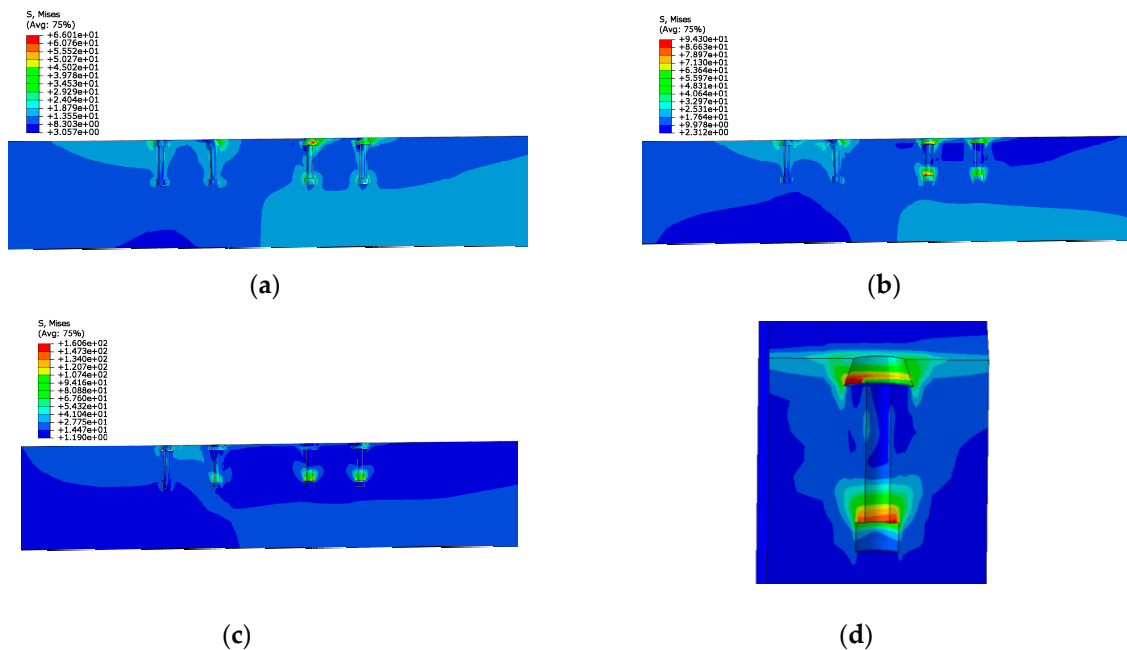 S, Mises
(Avg: 75%)
+6.601e+01
+6.076e+01
+5.552e+01
+5.027e+01
+4.502e+01
+3.978e+01
+3.453e+01
+2.929e+01
+2.404e+01
+1.879e+01
+1.355e+01
+8.303e+00
+3.057e+00
(a)
S, Mises
(Avg: 75%)
+9.430e+01
+8.663e+01
+7.897e+01
+7.130e+01
+6.364e+01
+5.597e+01
+4.831e+01
+4.064e+01
+3.297e+01
+2.531e+01
+1.764e+01
+9.978e+00
+2.312e+00
(b)
S, Mises
(Avg: 75%)
+1.606e+02
+1.473e+02
+1.340e+02
+1.207e+02
+1.074e+02
+9.416e+01
+8.088e+01
+6.760e+01
+5.432e+01
+4.104e+01
+2.775e+01
+1.447e+01
+1.190e+00
(c)
(d)